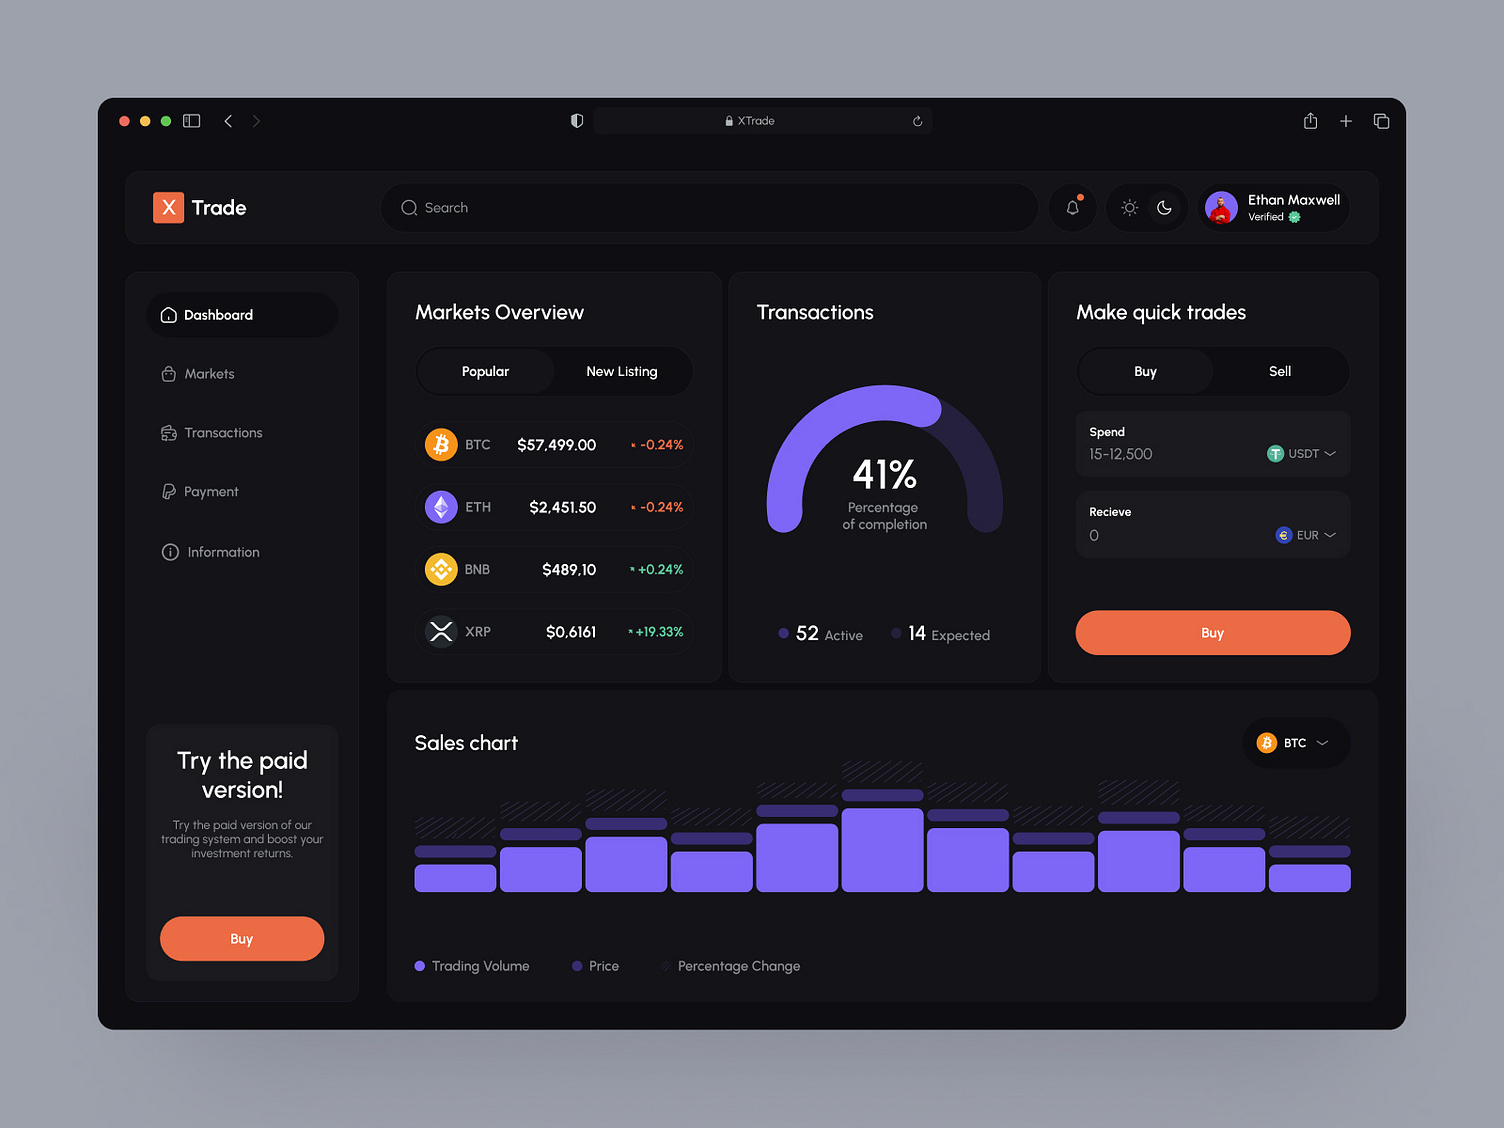 XTrade
X Trade
Search
Ethan Maxwell
Verified
Dashboard
Markets
Transactions
Payment
Information
Try the paid
version!
Try the paid version of our
trading system and boost your
investment returns.
Buy
Markets Overview
Popular New Listing
BTC $57,499.00 -0.24%
ETH $2,451.50 -0.24%
BNB $489,10 +0.24%
XRP $0,6161 +19.33%
Transactions
41%
Percentage
of completion
52 Active 14 Expected
Make quick trades
Buy Sell
Spend
15-12,500 USDT
Recieve
0 EUR
Buy
Sales chart
BTC
Trading Volume Price Percentage Change